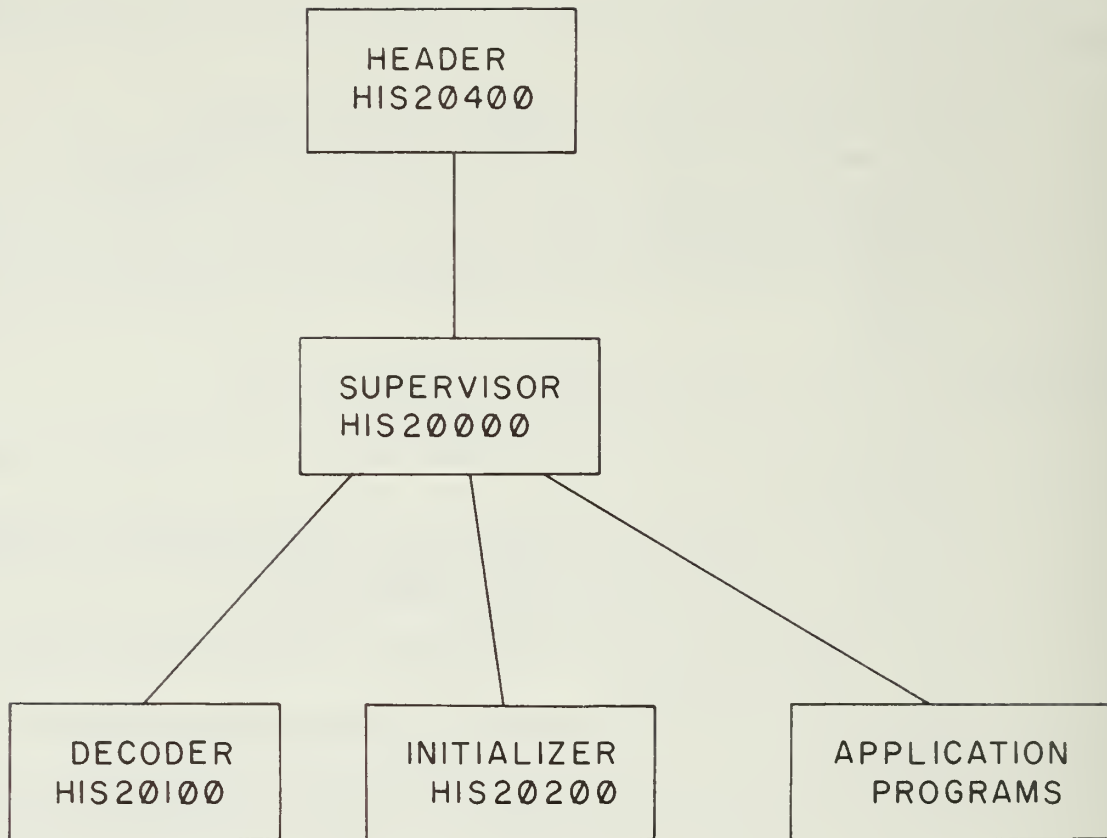 HEADER
HIS20400
SUPERVISOR
HIS20000
DECODER
HIS20100
INITIALIZER
HIS20200
APPLICATION
PROGRAMS